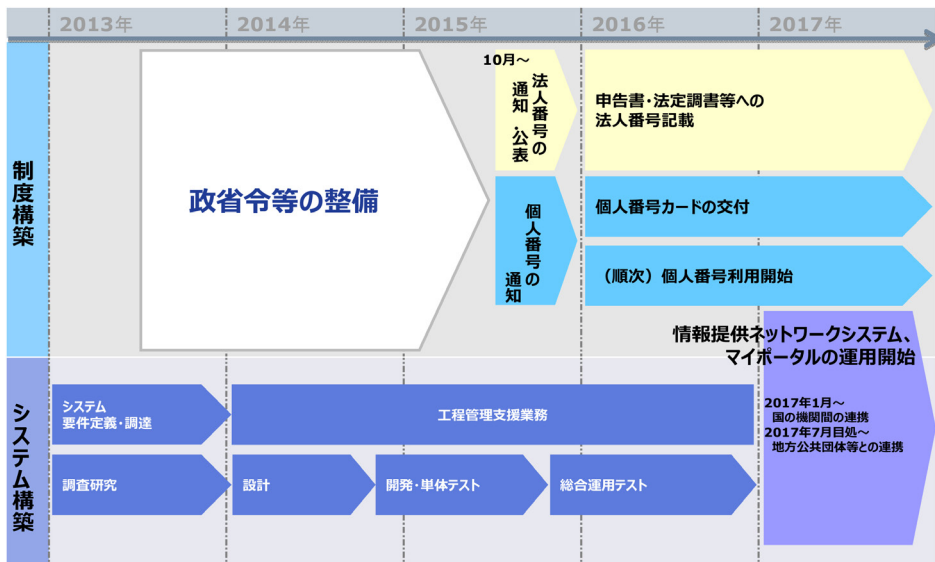 2013年
2014年
2015年
2016年
2017年
制度構築
政省令等の整備
10月～
法人番号の
通知・公表
申告書・法定調書等への
法人番号記載
個人番号の
通知
個人番号カードの交付
（順次）個人番号利用開始
情報提供ネットワークシステム、
マイポータルの運用開始
2017年1月～
国の機関間の連携
2017年7月目処～
地方公共団体等との連携
システム構築
システム
要件定義・調達
工程管理支援業務
調査研究
設計
開発・単体テスト
総合運用テスト